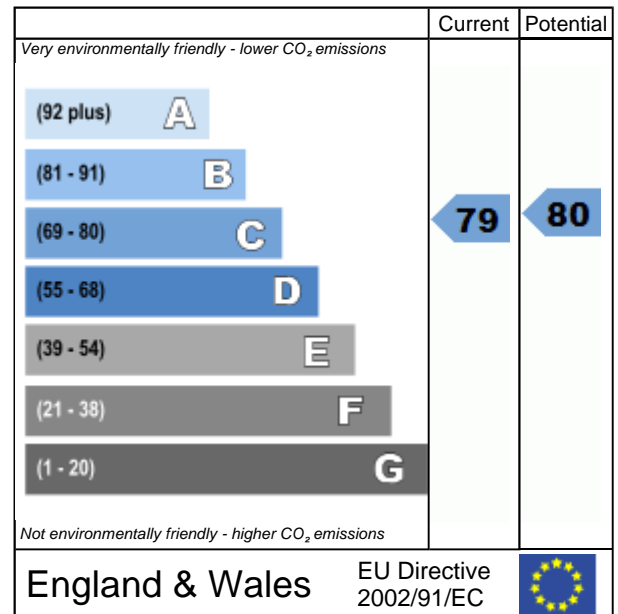 Current Potential
Very environmentally friendly - lower CO₂ emissions
(92 plus) A
(81 - 91) B
(69 - 80) C
79
80
(55 - 68) D
(39 - 54) E
(21 - 38) F
(1 - 20) G
Not environmentally friendly - higher CO₂ emissions
England & Wales
EU Directive
2002/91/EC